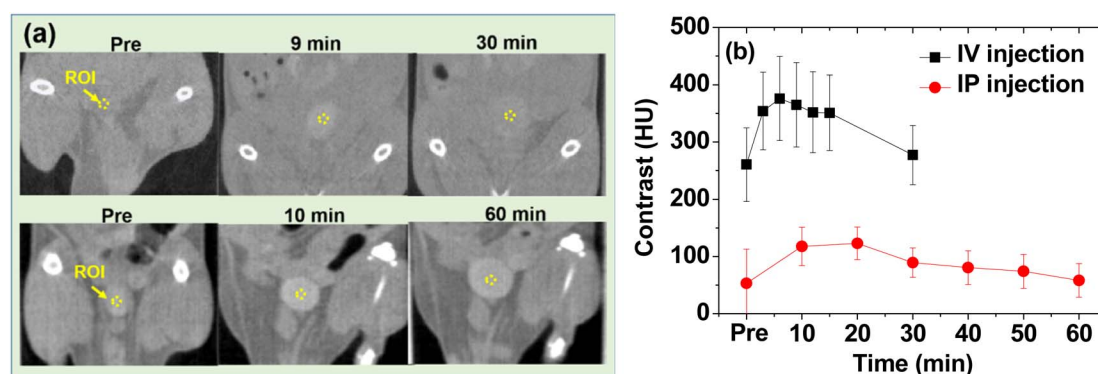 (a)
Pre
9 min
30 min
ROI
Pre
10 min
60 min
ROI
(b)
IV injection
IP injection
Contrast (HU)
500
400
300
200
100
0
Pre 10 20 30 40 50 60
Time (min)